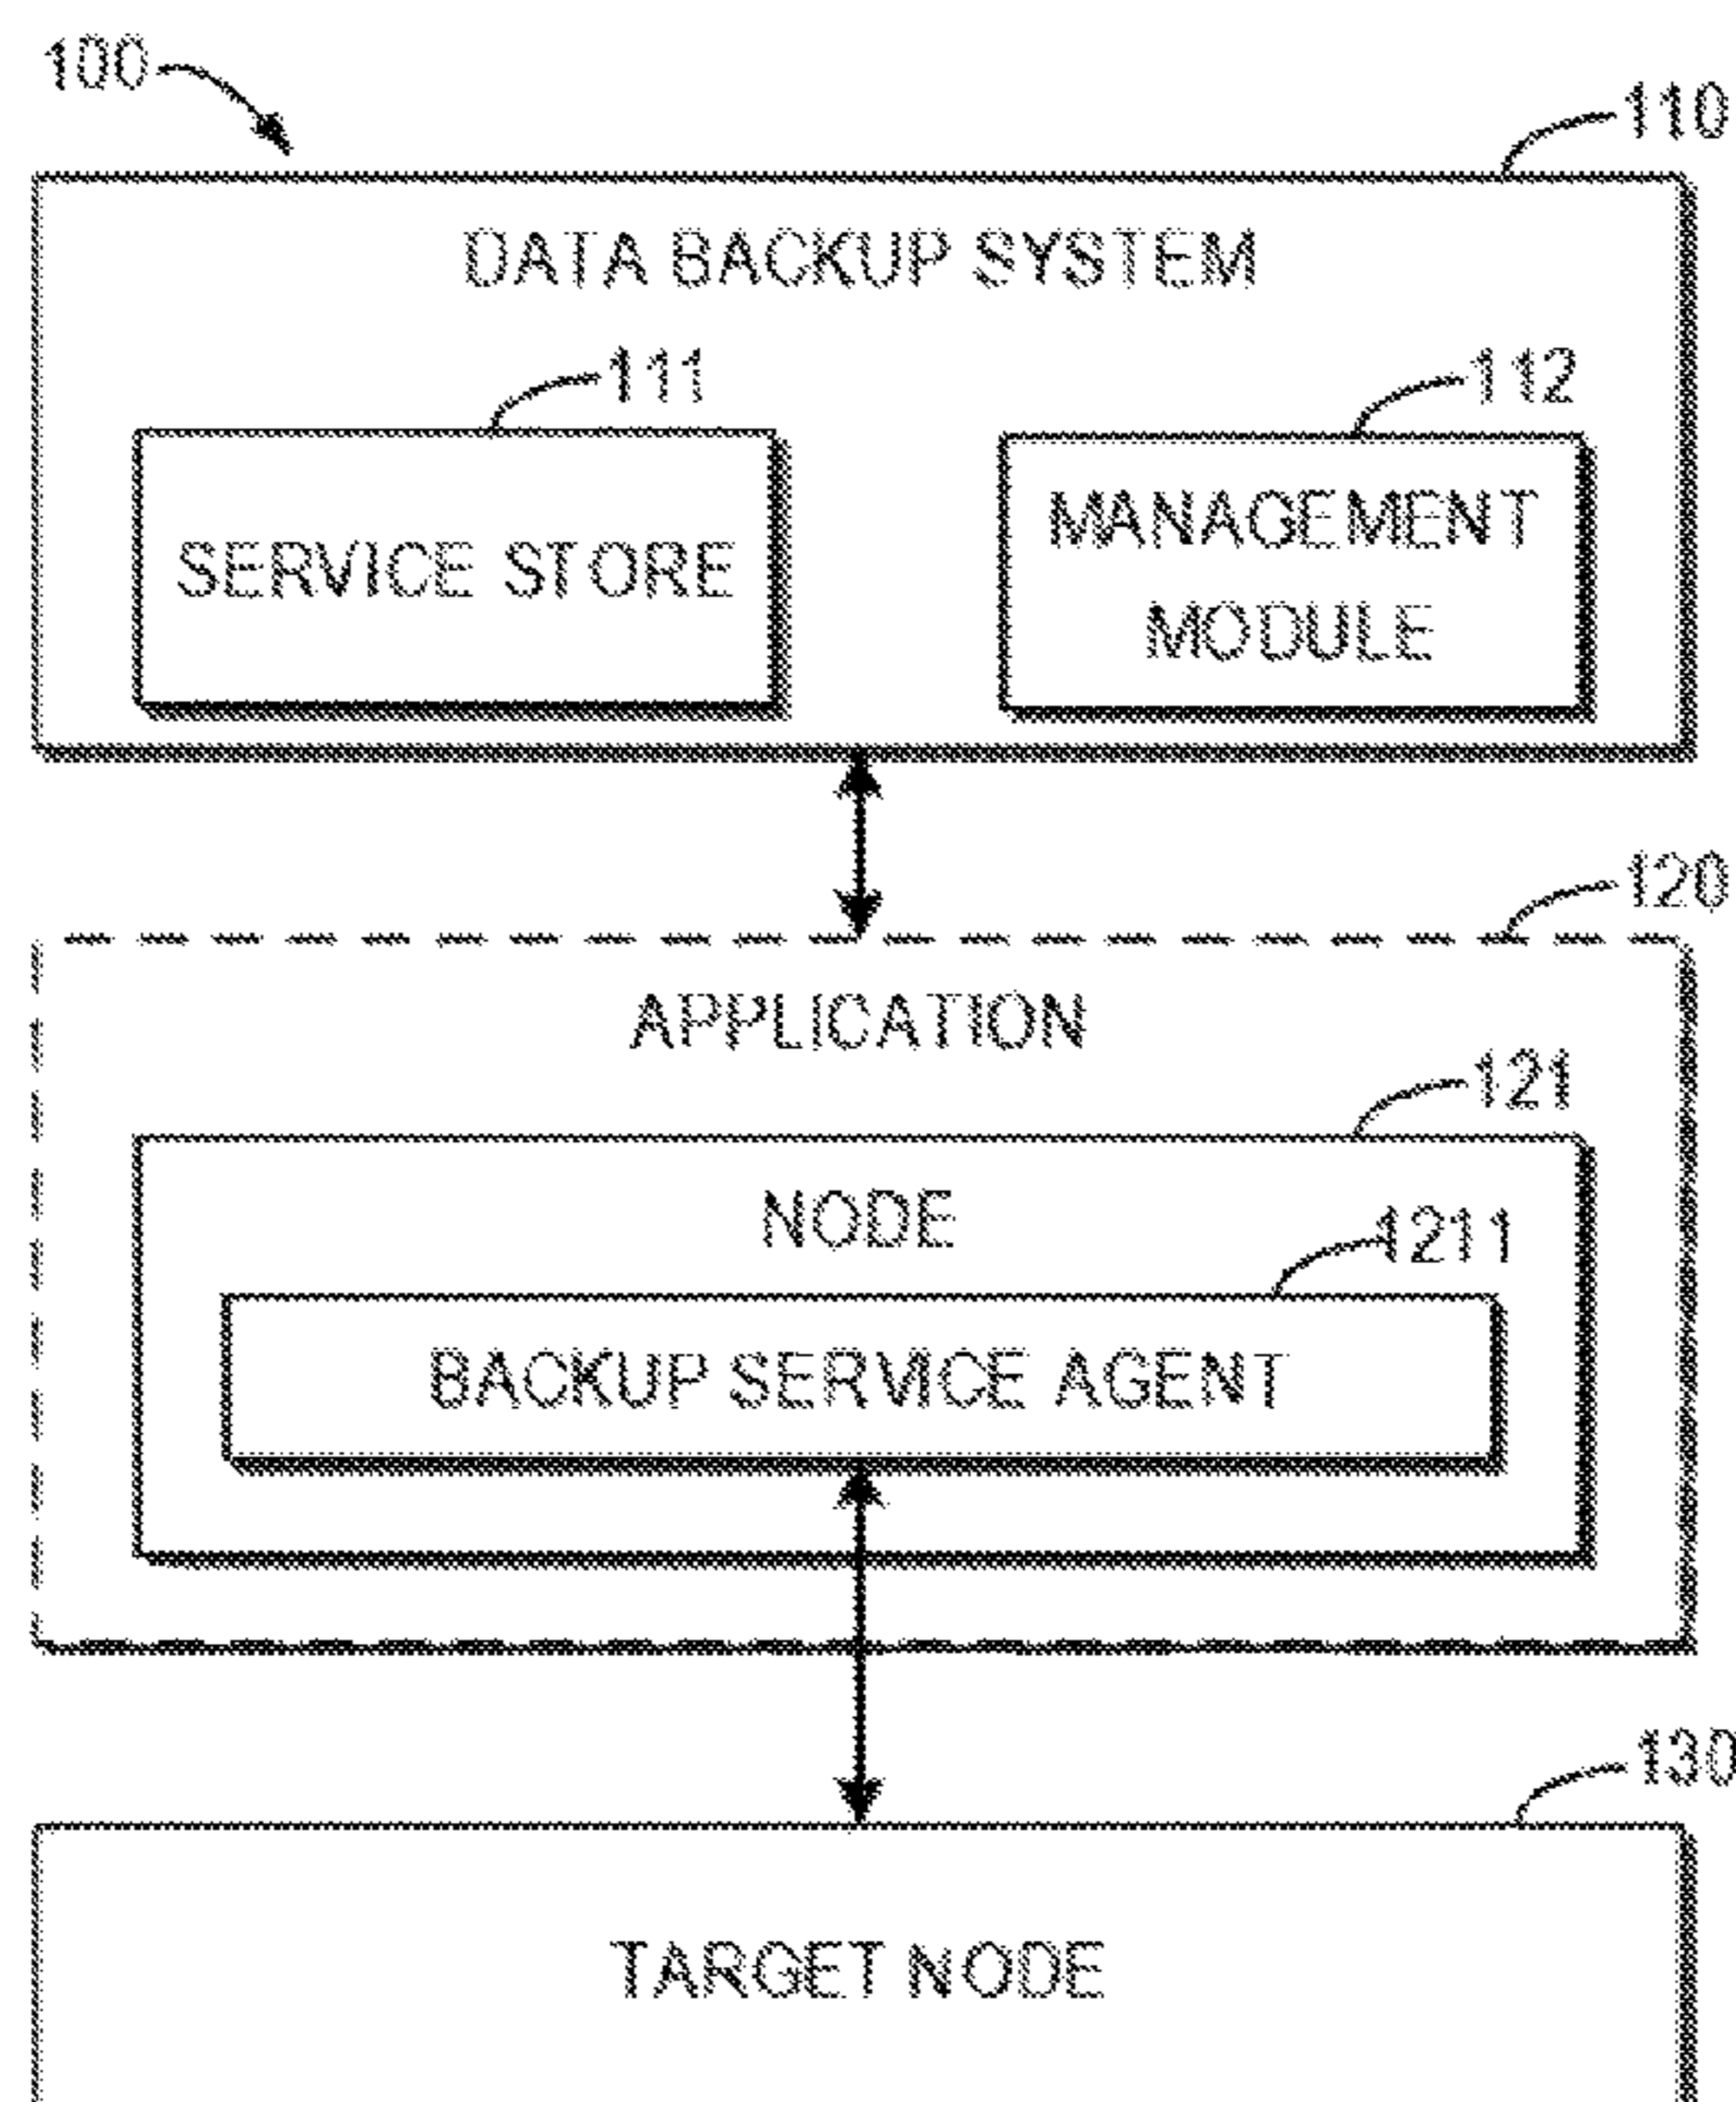 100
110
DATA BACKUP SYSTEM
111
112
SERVICE STORE
MANAGEMENT
MODULE
120
APPLICATION
121
NODE
1211
BACKUP SERVICE AGENT
130
TARGET NODE